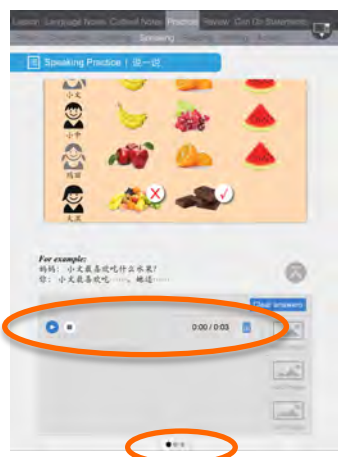 Lesson Language Notes Cultural Notes Practice Review Can Do Statements
Speaking
Speaking Practice | 说一说
小文
小中
玛丽
大卫
For example:
妈妈: 小文最喜欢吃什么水果?
你: 小文最喜欢吃……, 她还……
Clear answers
0:00 / 0:03